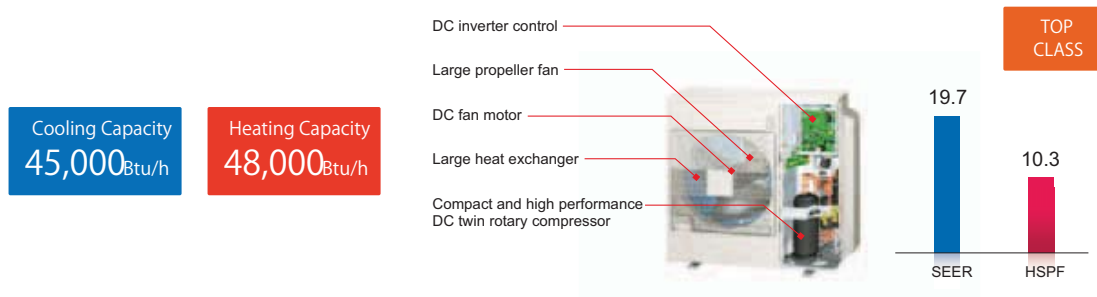 Cooling Capacity
45,000Btu/h
Heating Capacity
48,000Btu/h
DC inverter control
Large propeller fan
DC fan motor
Large heat exchanger
Compact and high performance
DC twin rotary compressor
TOP
CLASS
19.7
10.3
SEER
HSPF